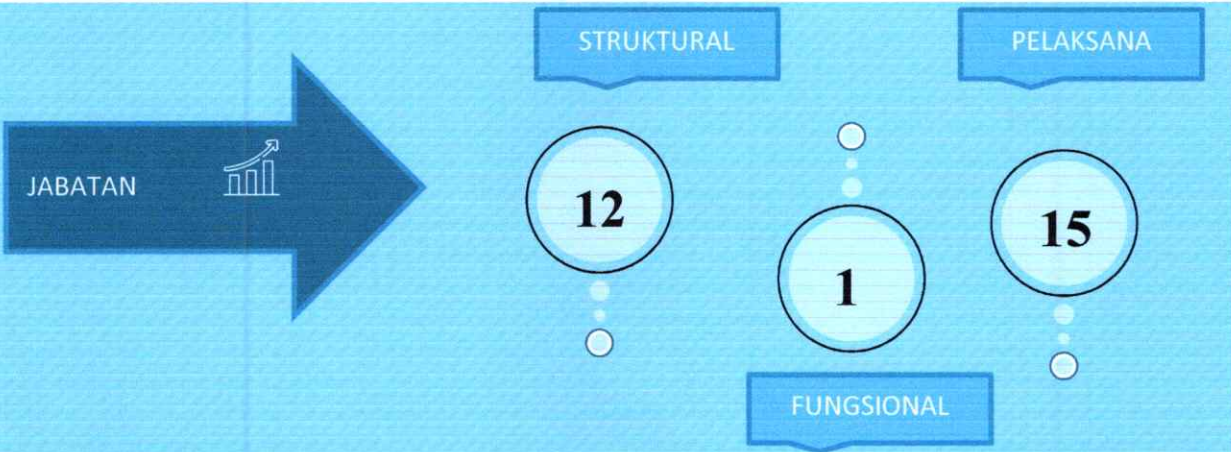 JABATAN
STRUKTURAL
12
1
FUNGSIONAL
PELAKSANA
15